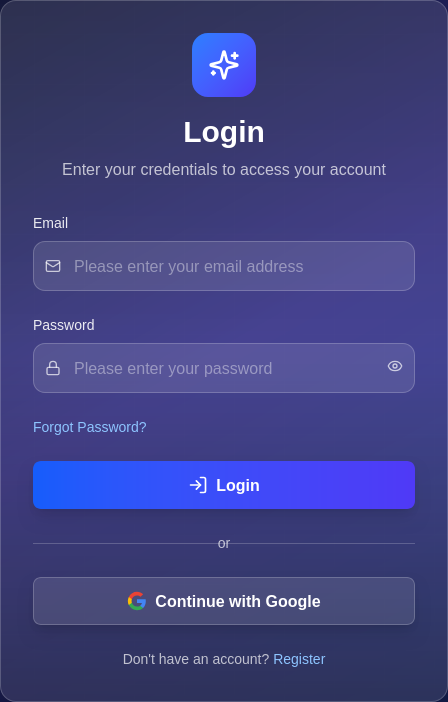 Login
Enter your credentials to access your account
Email
Please enter your email address
Password
Please enter your password
Forgot Password?
Login
or
Continue with Google
Don't have an account? Register